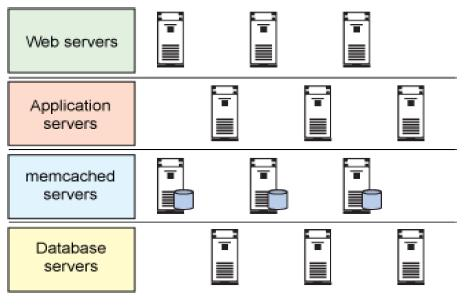 Web servers
Application
servers
memcached
servers
Database
servers